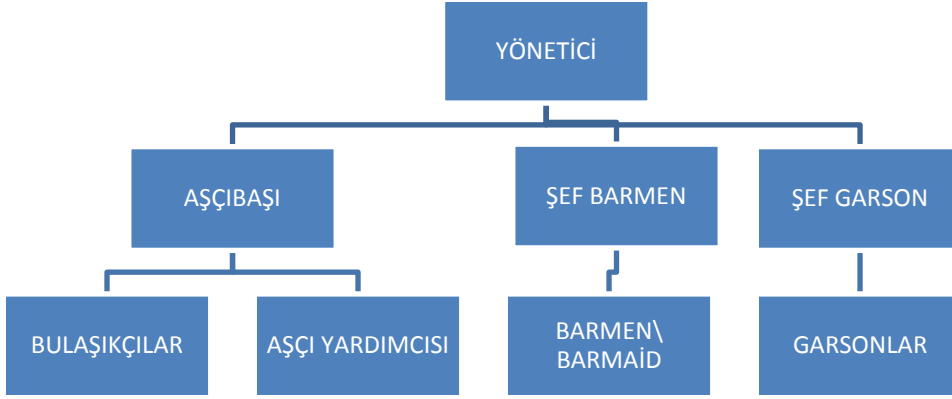 YÖNETİCİ
AŞÇIBAŞI
ŞEF BARMEN
ŞEF GARSON
BULAŞIKÇILAR
AŞÇI YARDIMCISI
BARMEN\
BARMAİD
GARSONLAR